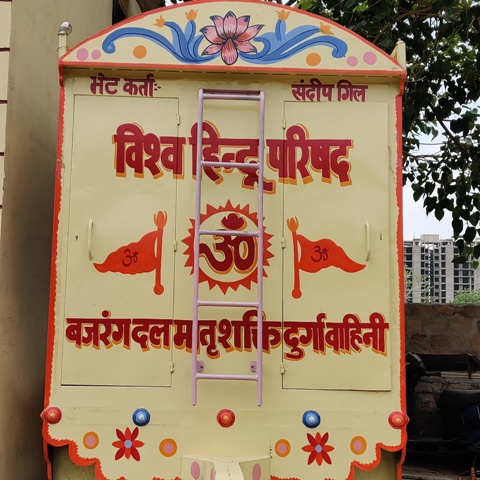 भेट कर्ताः- संदीप गिल
विश्व हिन्दू परिषद
ॐ ॐ ॐ
बजरंग दल मातृशक्ति दुर्गावाहिनी